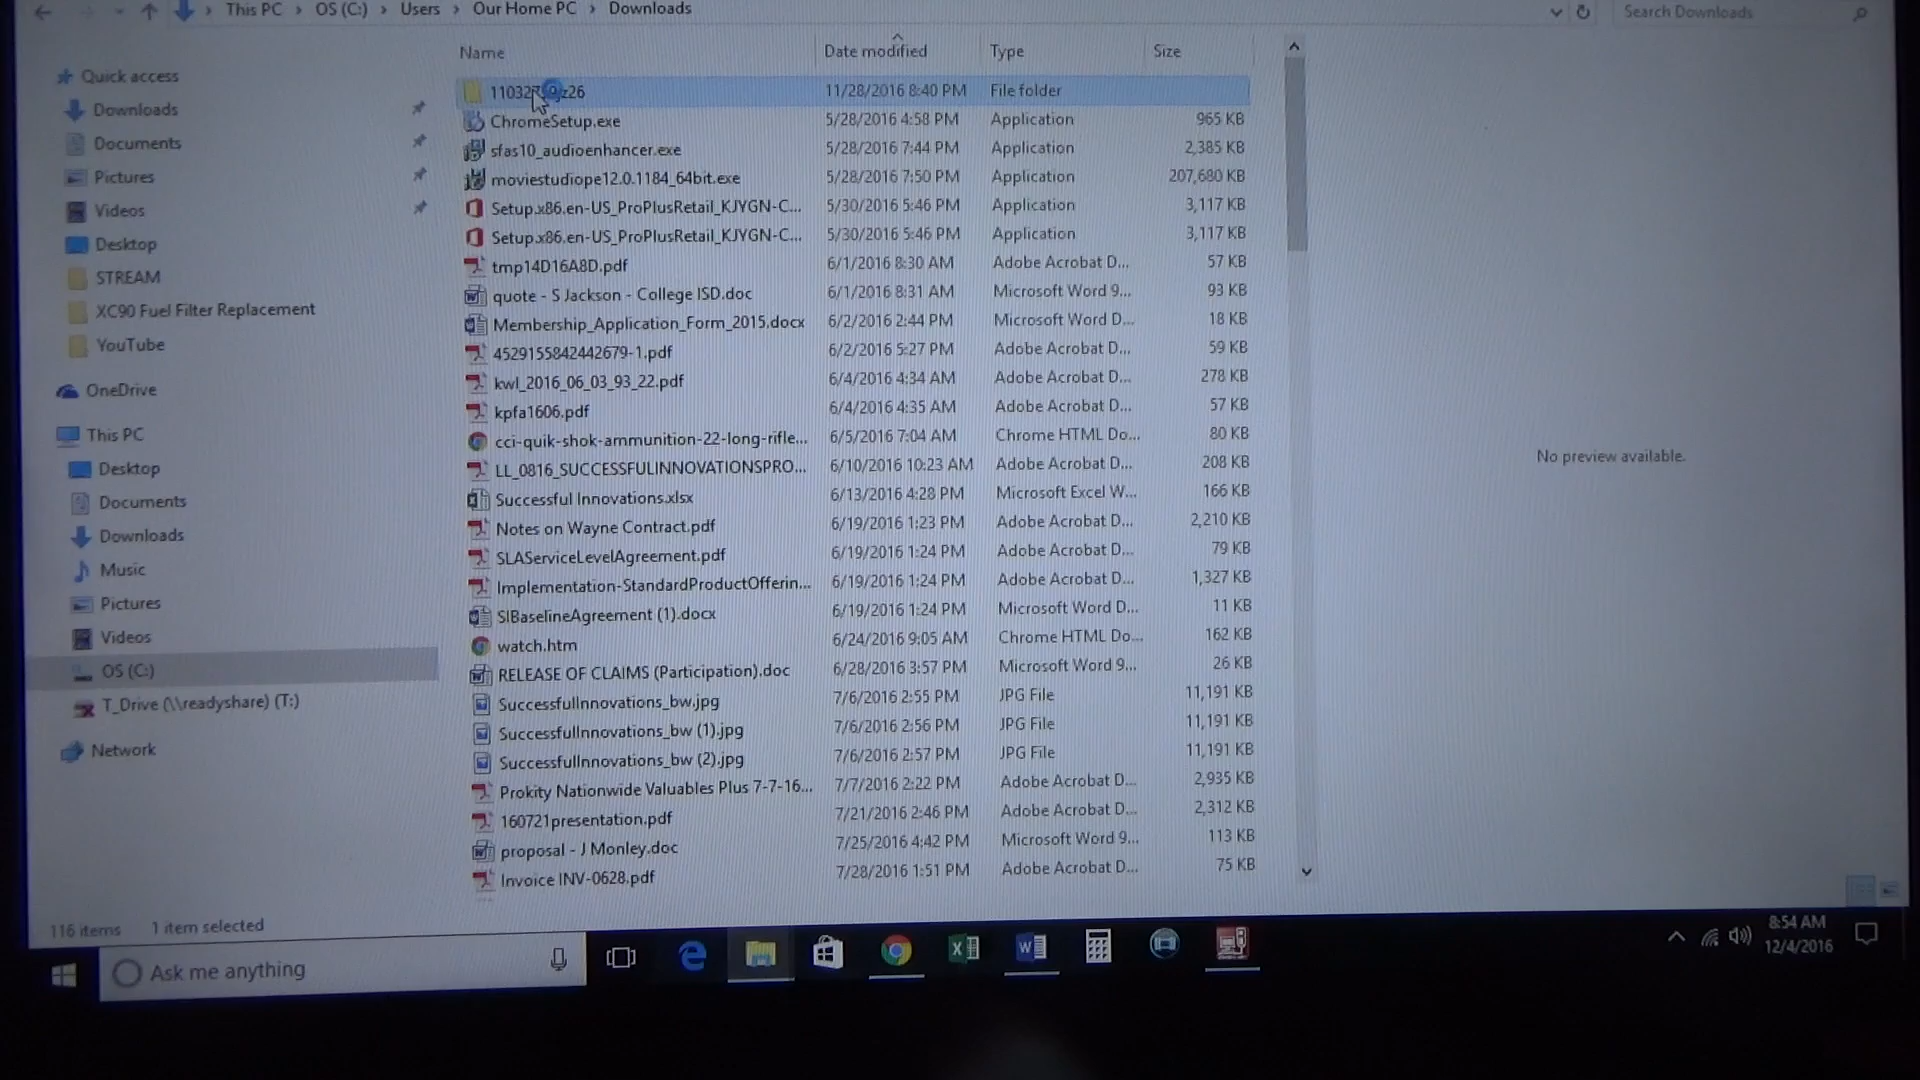 This PC > OS (C:) > Users > Our Home PC > Downloads
Search Downloads
Name Date modified Type Size
Quick access
Downloads
Documents
Pictures
Videos
Desktop
STREAM
XC90 Fuel Filter Replacement
YouTube
OneDrive
This PC
Desktop
Documents
Downloads
Music
Pictures
Videos
OS (C:)
T_Drive (\\readyshare) (T:)
Network
11/28/2016 8:40 PM File folder
ChromeSetup.exe 5/28/2016 4:58 PM Application 965 KB
sfas10_audioenhancer.exe 5/28/2016 7:44 PM Application 2,385 KB
moviestudiope12.0.1184_64bit.exe 5/28/2016 7:50 PM Application 207,680 KB
Setup.x86.en-US_ProPlusRetail_KJYGN-C... 5/30/2016 5:46 PM Application 3,117 KB
Setup.x86.en-US_ProPlusRetail_KJYGN-C... 5/30/2016 5:46 PM Application 3,117 KB
tmp14D16A8D.pdf 6/1/2016 8:30 AM Adobe Acrobat D... 57 KB
quote - S Jackson - College ISD.doc 6/1/2016 8:31 AM Microsoft Word 9... 93 KB
Membership_Application_Form_2015.docx 6/2/2016 2:44 PM Microsoft Word D... 18 KB
4529155842442679-1.pdf 6/2/2016 5:27 PM Adobe Acrobat D... 59 KB
kwl_2016_06_03_93_22.pdf 6/4/2016 4:34 AM Adobe Acrobat D... 278 KB
kpfa1606.pdf 6/4/2016 4:35 AM Adobe Acrobat D... 57 KB
cci-quik-shok-ammunition-22-long-rifle... 6/5/2016 7:04 AM Chrome HTML Do... 80 KB
LL_0816_SUCCESSFULINNOVATIONSPRO... 6/10/2016 10:23 AM Adobe Acrobat D... 208 KB
Successful Innovations.xlsx 6/13/2016 4:28 PM Microsoft Excel W... 166 KB
Notes on Wayne Contract.pdf 6/19/2016 1:23 PM Adobe Acrobat D... 2,210 KB
SLAServiceLevelAgreement.pdf 6/19/2016 1:24 PM Adobe Acrobat D... 79 KB
Implementation-StandardProductOfferin... 6/19/2016 1:24 PM Adobe Acrobat D... 1,327 KB
SIBaselineAgreement (1).docx 6/19/2016 1:24 PM Microsoft Word D... 11 KB
watch.htm 6/24/2016 9:05 AM Chrome HTML Do... 162 KB
RELEASE OF CLAIMS (Participation).doc 6/28/2016 3:57 PM Microsoft Word 9... 26 KB
SuccessfulInnovations_bw.jpg 7/6/2016 2:55 PM JPG File 11,191 KB
SuccessfulInnovations_bw (1).jpg 7/6/2016 2:56 PM JPG File 11,191 KB
SuccessfulInnovations_bw (2).jpg 7/6/2016 2:57 PM JPG File 11,191 KB
Prokity Nationwide Valuables Plus 7-7-16... 7/7/2016 2:22 PM Adobe Acrobat D... 2,935 KB
160721presentation.pdf 7/21/2016 2:46 PM Adobe Acrobat D... 2,312 KB
proposal - J Monley.doc 7/25/2016 4:42 PM Microsoft Word 9... 113 KB
Invoice INV-0628.pdf 7/28/2016 1:51 PM Adobe Acrobat D... 75 KB
No preview available.
116 items 1 item selected
Ask me anything
8:54 AM
12/4/2016